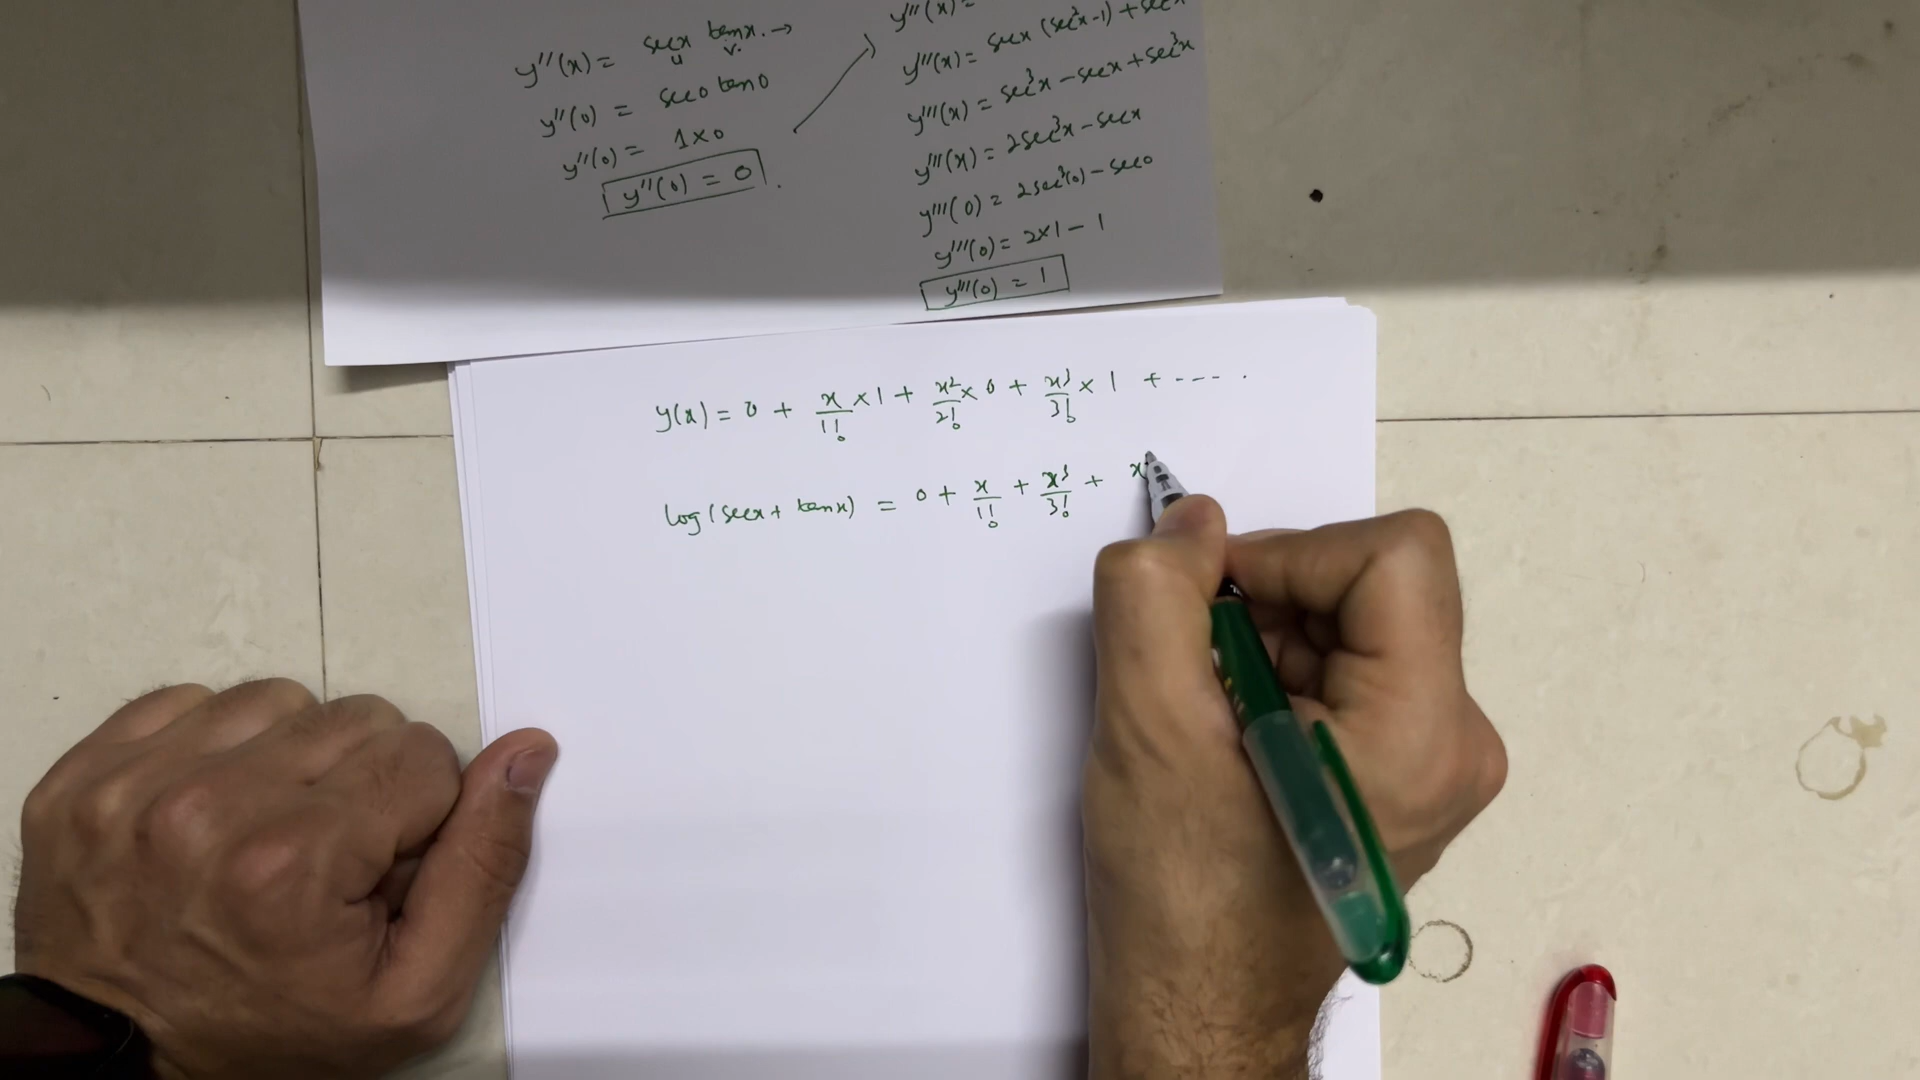 y''(x) = secx tanx. →
u v.
y''(0) = sec0 tan0
y''(0) = 1×0
y''(0) = 0 .
y'''(x) =
y'''(x) = secx (sec²x-1) + sec
y'''(x) = sec³x - secx + sec³x
y'''(x) = 2sec³x - secx
y'''(0) = 2sec³(0) - sec0
y'''(0) = 2×1 - 1
y'''(0) = 1
y(x) = 0 + x/1! ×1 + x²/2! × 0 + x³/3! × 1 + ---- .
log(secx + tanx) = 0 + x/1! + x³/3! + x